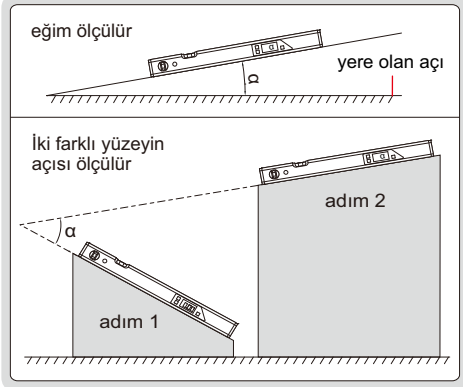 eğim ölçülür
yere olan açı
α
İki farklı yüzeyin
açısı ölçülür
adım 2
α
adım 1